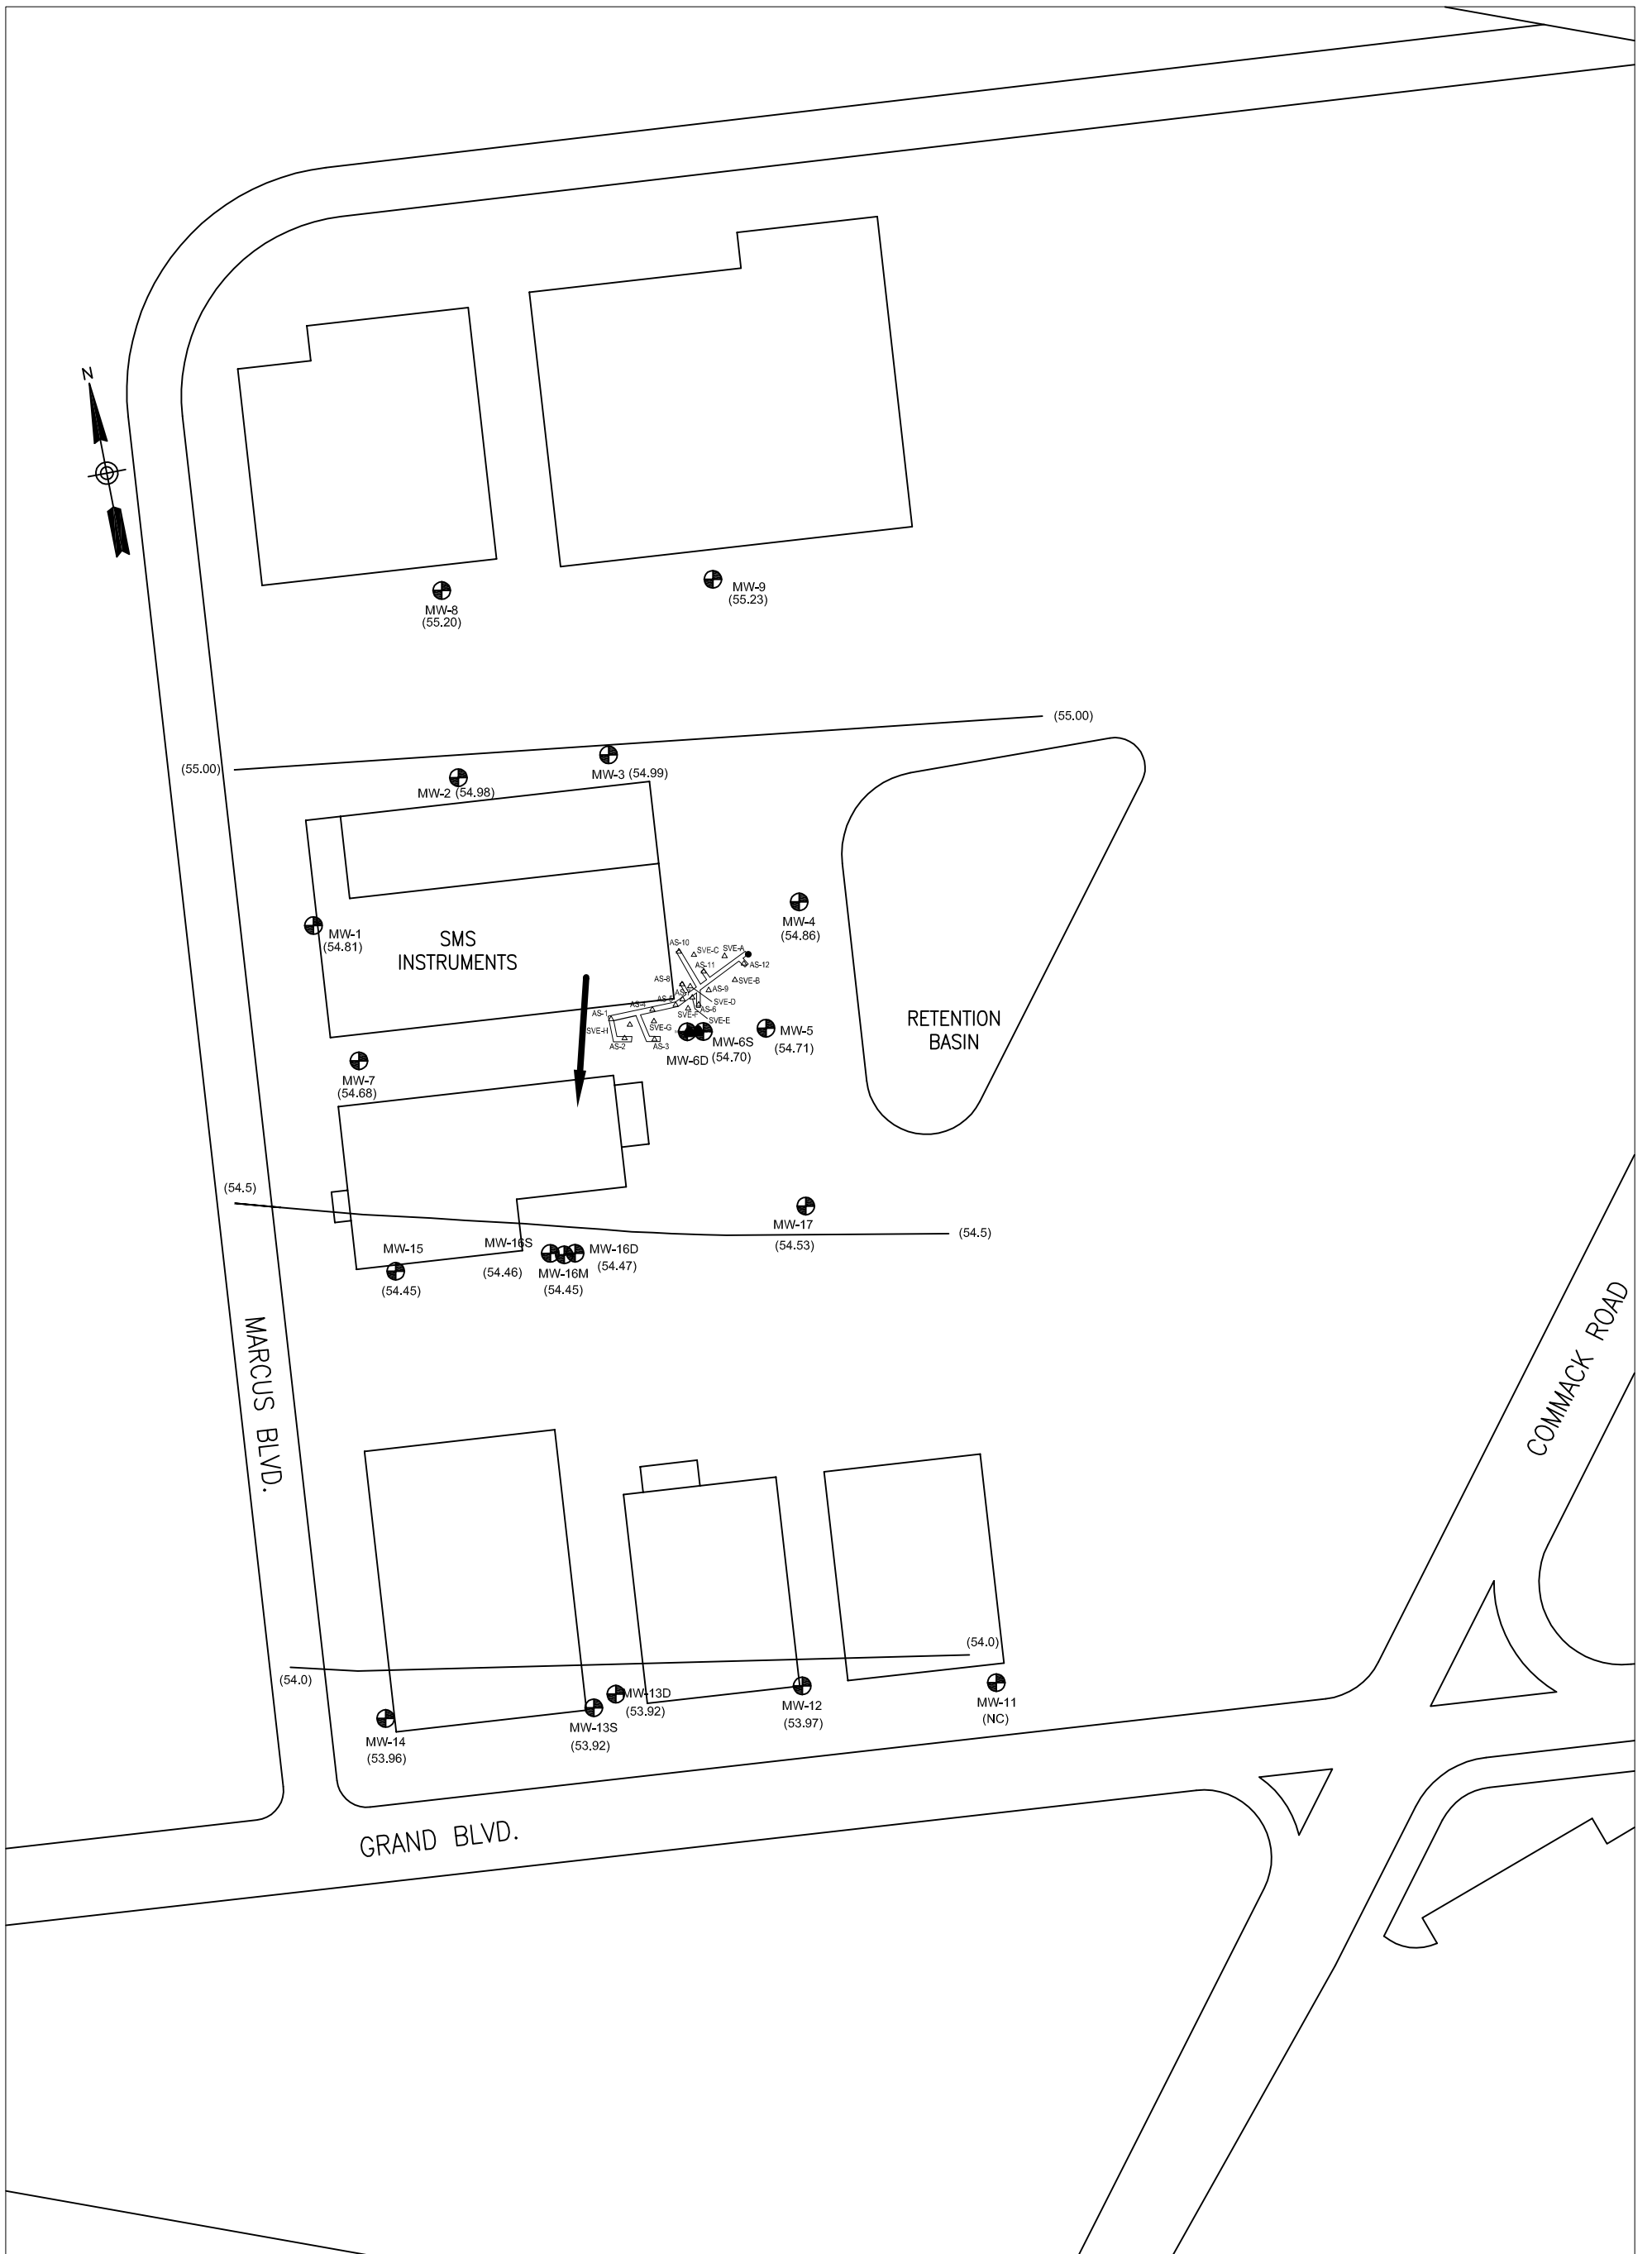 N
MW-9
(55.23)
MW-8
(55.20)
(55.00)
(55.00)
MW-3 (54.99)
MW-2 (54.98)
MW-4
(54.86)
MW-1
(54.81)
SMS
INSTRUMENTS
AS-10
SVE-C
SVE-A
AS-11
AS-12
AS-8
SVE-B
AS-9
SVE-D
AS-4
AS-6
SVE-F
AS-1
SVE-E
SVE-G
SVE-H
AS-2
AS-3
RETENTION
BASIN
MW-5
(54.71)
MW-6S
(54.70)
MW-6D
MW-7
(54.68)
(54.5)
MW-17
(54.53)
(54.5)
MW-15
(54.45)
MW-16S
(54.46)
MW-16M
(54.45)
MW-16D
(54.47)
MARCUS BLVD.
COMMACK ROAD
(54.0)
(54.0)
MW-13D
(53.92)
MW-13S
(53.92)
MW-12
(53.97)
MW-11
(NC)
MW-14
(53.96)
GRAND BLVD.